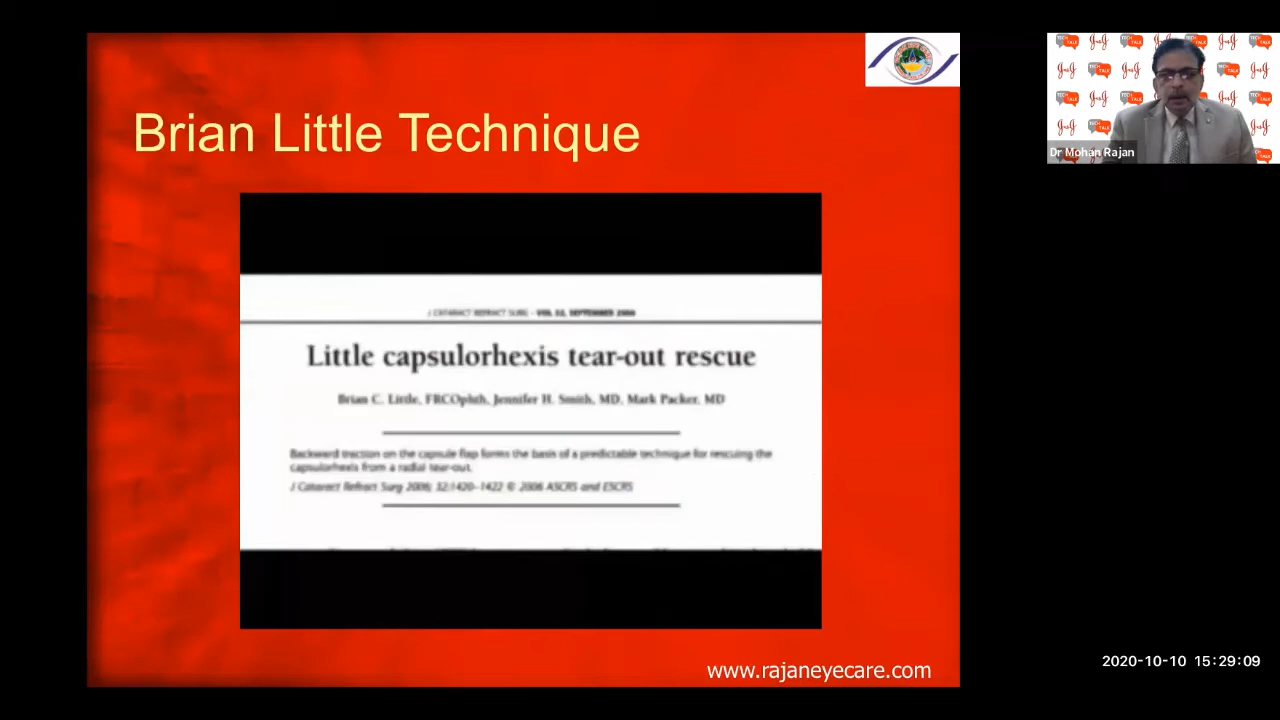 Brian Little Technique
J CATARACT REFRACT SURG - VOL 32, SEPTEMBER 2006
Little capsulorhexis tear-out rescue
Brian C. Little, FRCOphth, Jennifer H. Smith, MD, Mark Packer, MD
Backward traction on the capsule flap forms the basis of a predictable technique for rescuing the
capsulorhexis from a radial tear-out.
J Cataract Refract Surg 2006; 32:1420–1422 © 2006 ASCRS and ESCRS
www.rajaneyecare.com
TECH
TALK
J&J
Dr Mohan Rajan
2020-10-10 15:29:09